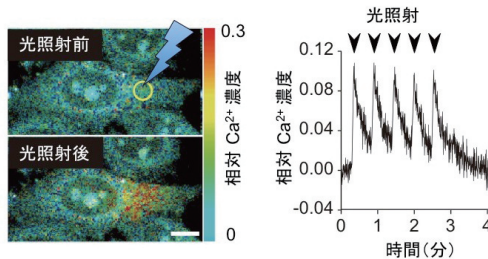 光照射前
光照射後
0.3
相対 Ca²⁺ 濃度
0
光照射
相対 Ca²⁺ 濃度
0.12
0.08
0.04
0.00
-0.04
0 1 2 3 4
時間(分)